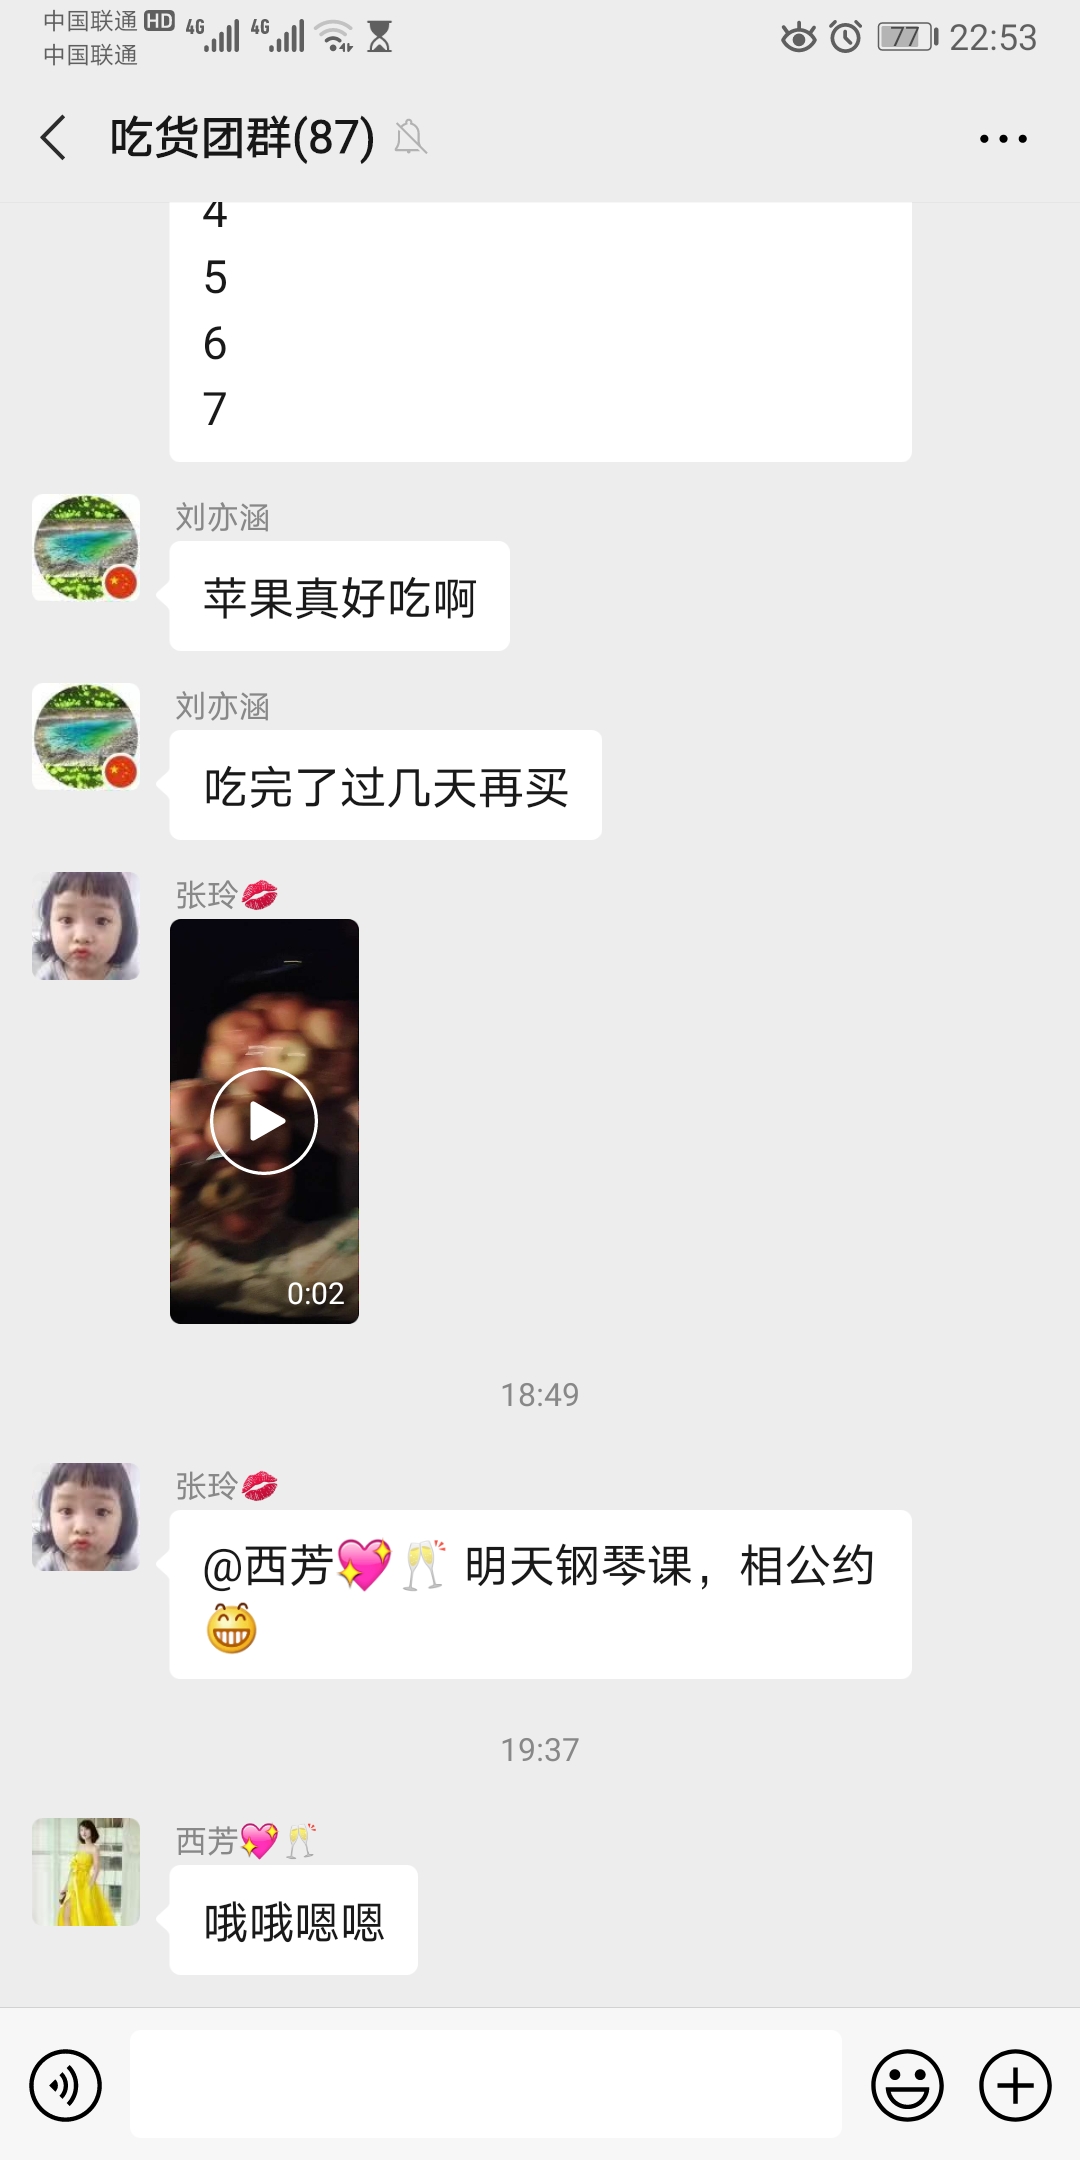 中国联通 HD 4G 4G 77 22:53
中国联通
吃货团群(87)
4
5
6
7
刘亦涵
苹果真好吃啊
刘亦涵
吃完了过几天再买
张玲💋
0:02
18:49
张玲💋
@西芳💖🥂 明天钢琴课，相公约
😁
19:37
西芳💖🥂
哦哦嗯嗯